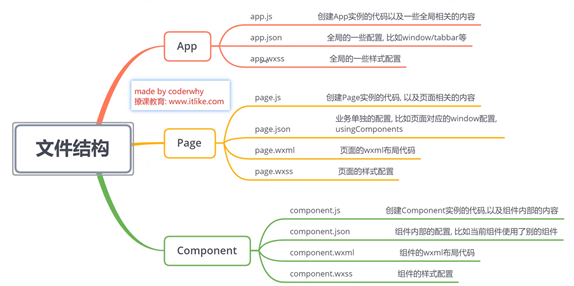 文件结构
App
app.js 创建App实例的代码以及一些全局相关的内容
app.json 全局的一些配置, 比如window/tabbar等
app.wxss 全局的一些样式配置
made by coderwhy
撩课教育: www.itlike.com
Page
page.js 创建Page实例的代码, 以及页面相关的内容
page.json 业务单独的配置, 比如页面对应的window配置,
usingComponents
page.wxml 页面的wxml布局代码
page.wxss 页面的样式配置
Component
component.js 创建Component实例的代码,以及组件内部的内容
component.json 组件内部的配置, 比如当前组件使用了别的组件
component.wxml 组件的wxml布局代码
component.wxss 组件的样式配置